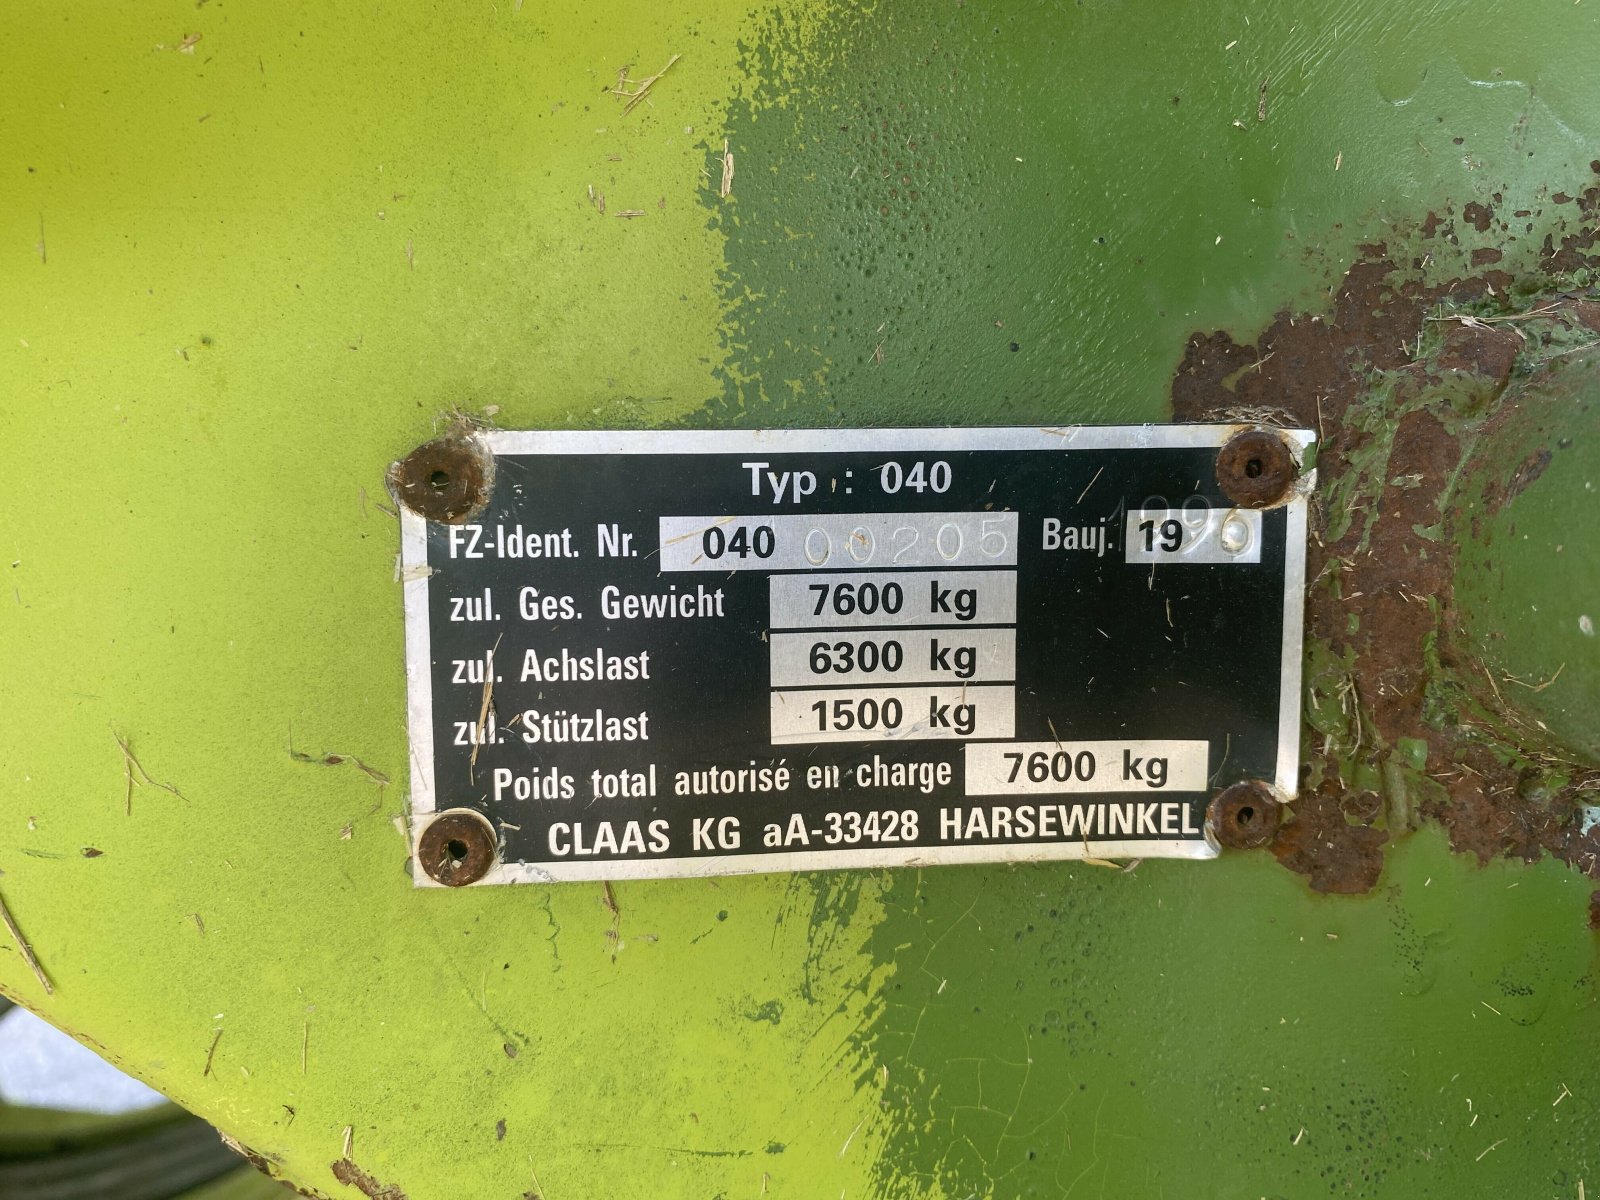 Typ : 040
FZ-Ident. Nr. 040 00205 Bauj. 1996
zul. Ges. Gewicht 7600 kg
zul. Achslast 6300 kg
zul. Stützlast 1500 kg
Poids total autorisé en charge 7600 kg
CLAAS KG aA-33428 HARSEWINKEL